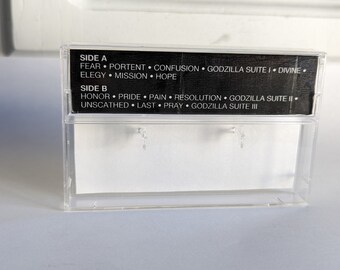 SIDE A
FEAR • PORTENT • CONFUSION • GODZILLA SUITE I • DIVINE •
ELEGY • MISSION • HOPE
SIDE B
HONOR • PRIDE • PAIN • RESOLUTION • GODZILLA SUITE II •
UNSCATHED • LAST • PRAY • GODZILLA SUITE III